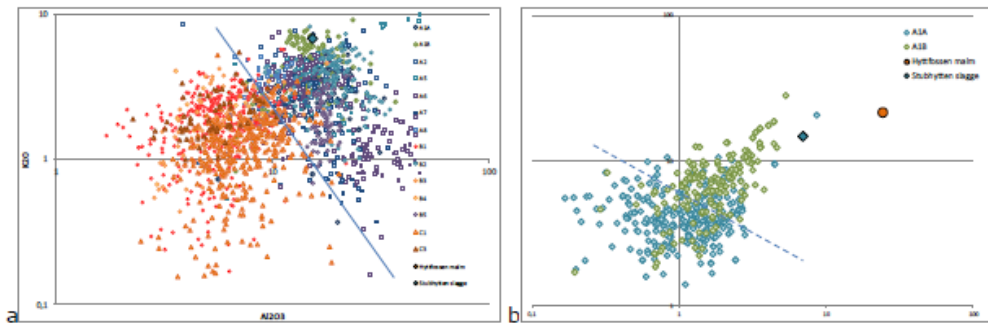 10
A1A
A1B
A2
A5
A6
A7
A8
B1
B2
B3
B4
B5
C1
C3
Hyttfossen malm
Stubhytten slagge
K2O
1
1
10
100
0,1
Al2O3
a
100
A1A
A1B
Hyttfossen malm
Stubhytten slagge
0,1
1
10
100
b